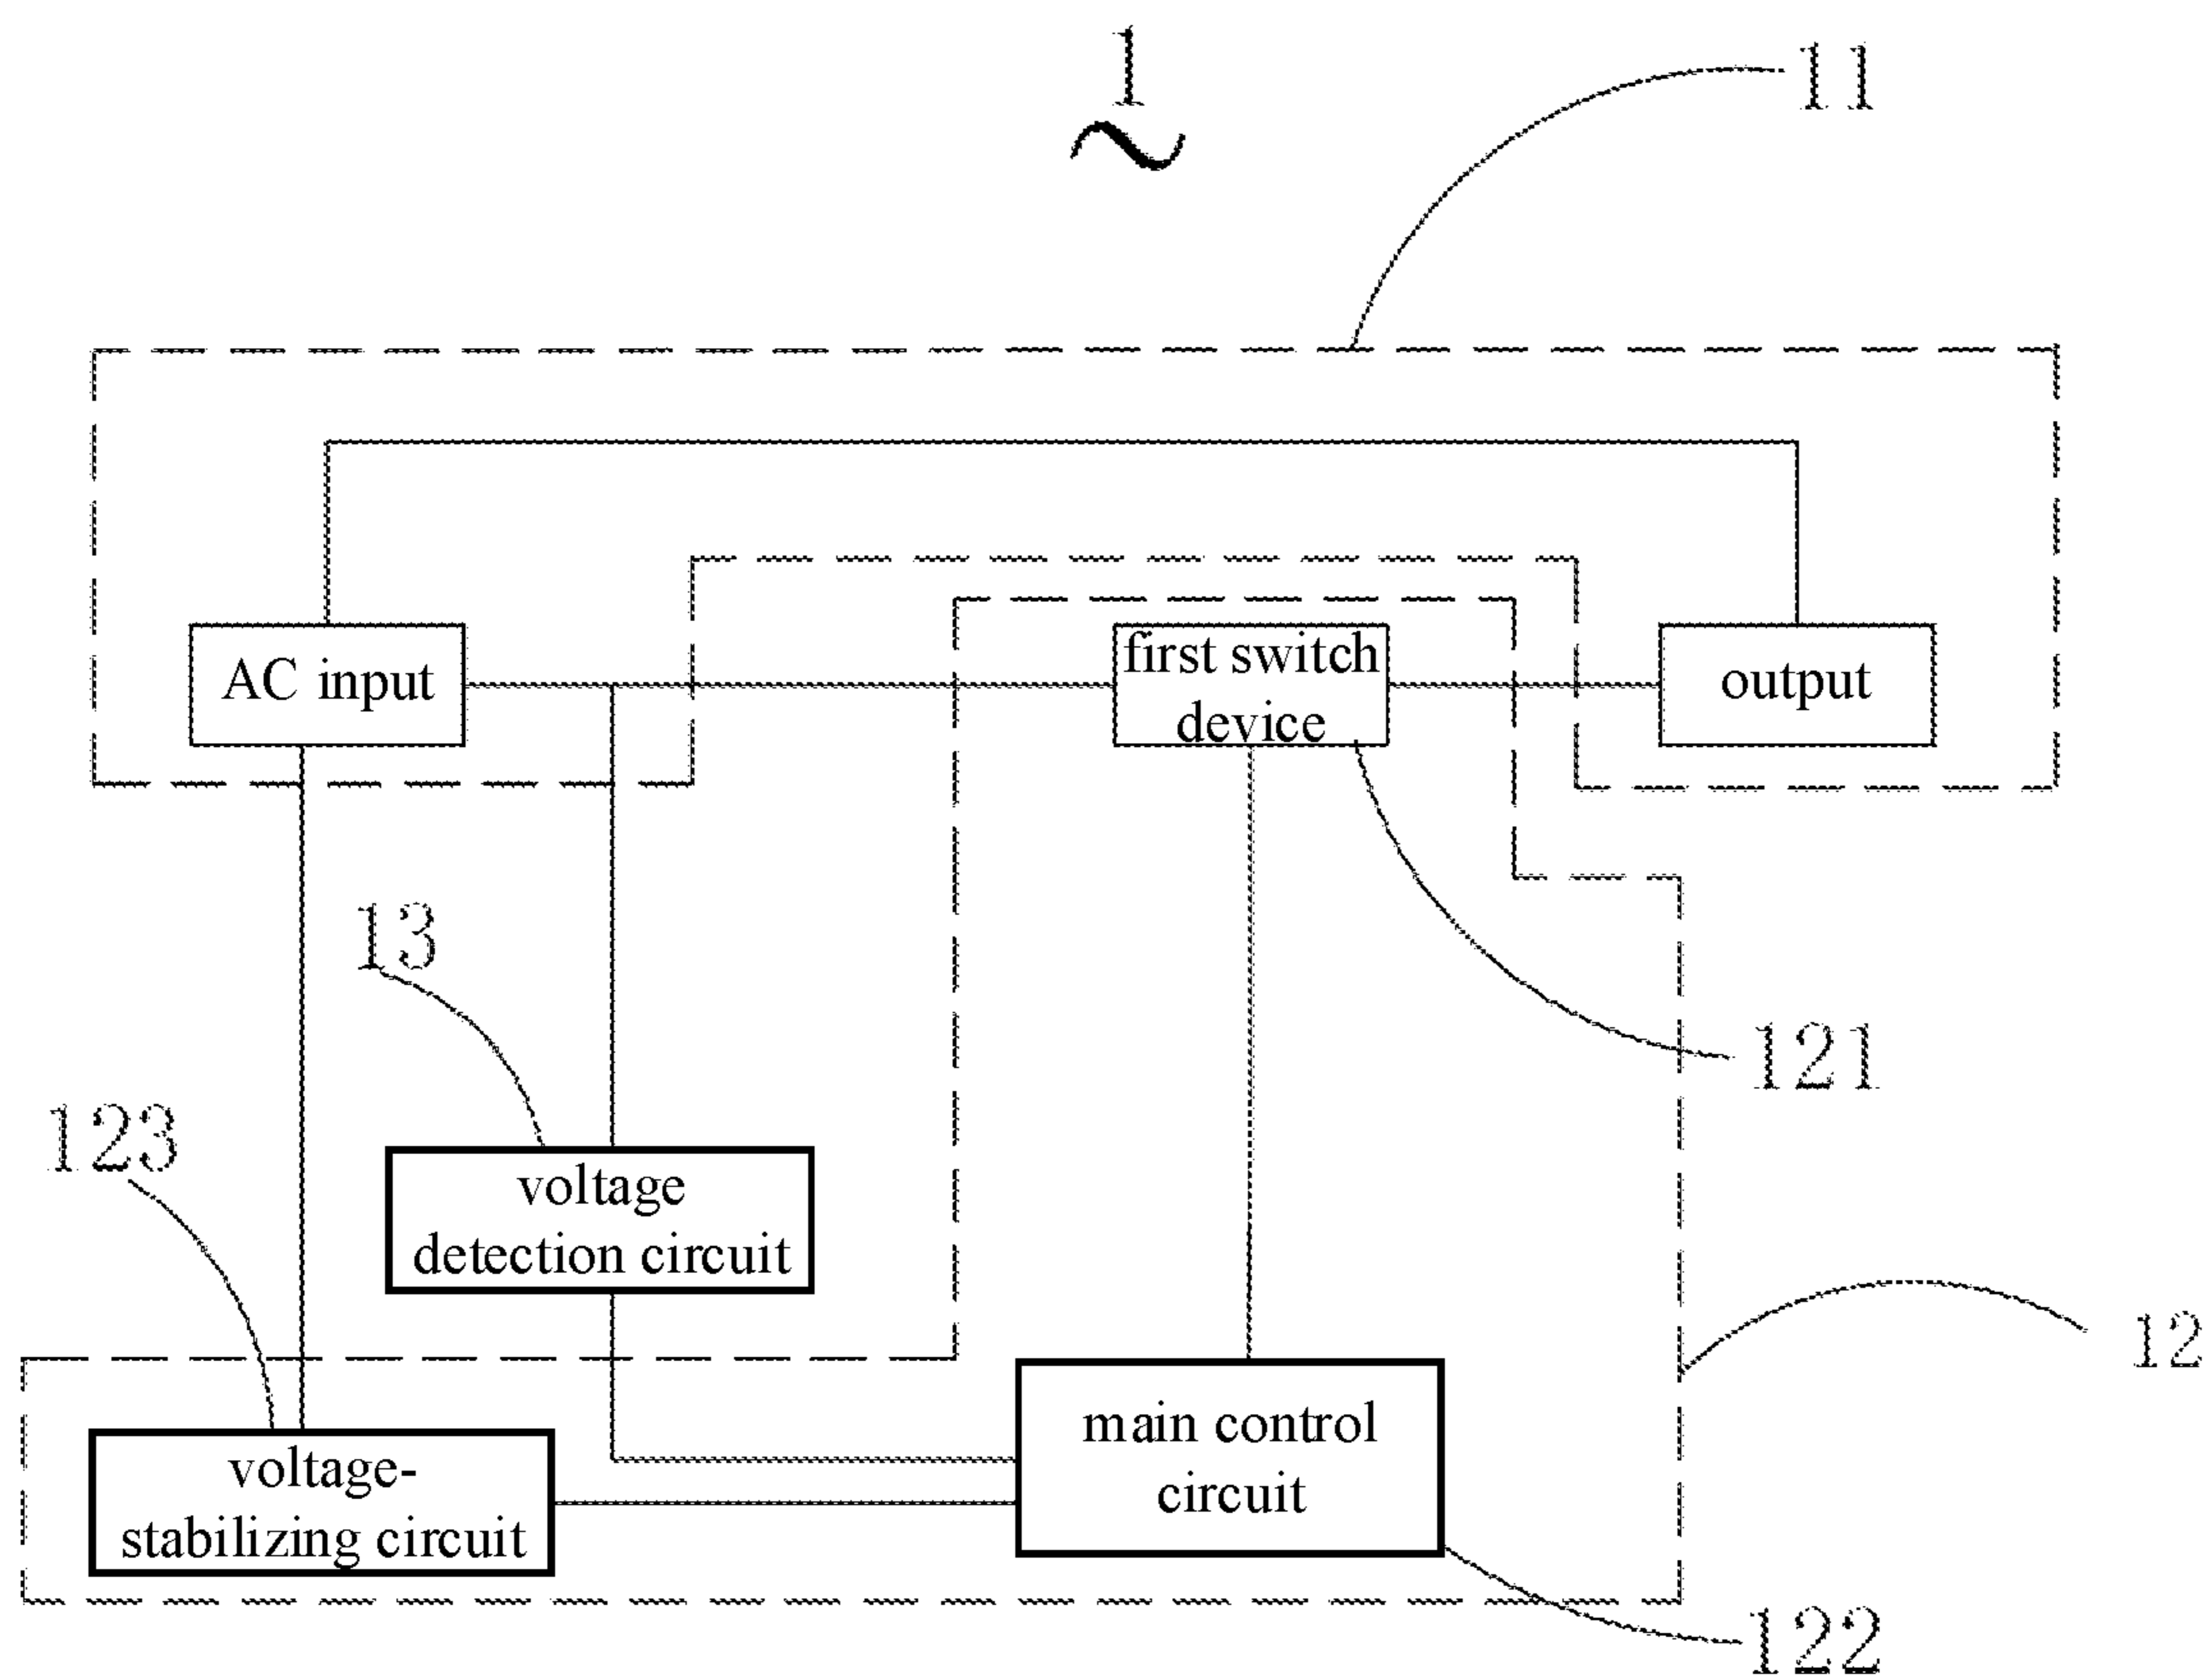 1
11
AC input
first switch
device
output
13
121
123
voltage
detection circuit
12
main control
circuit
voltage-
stabilizing circuit
122